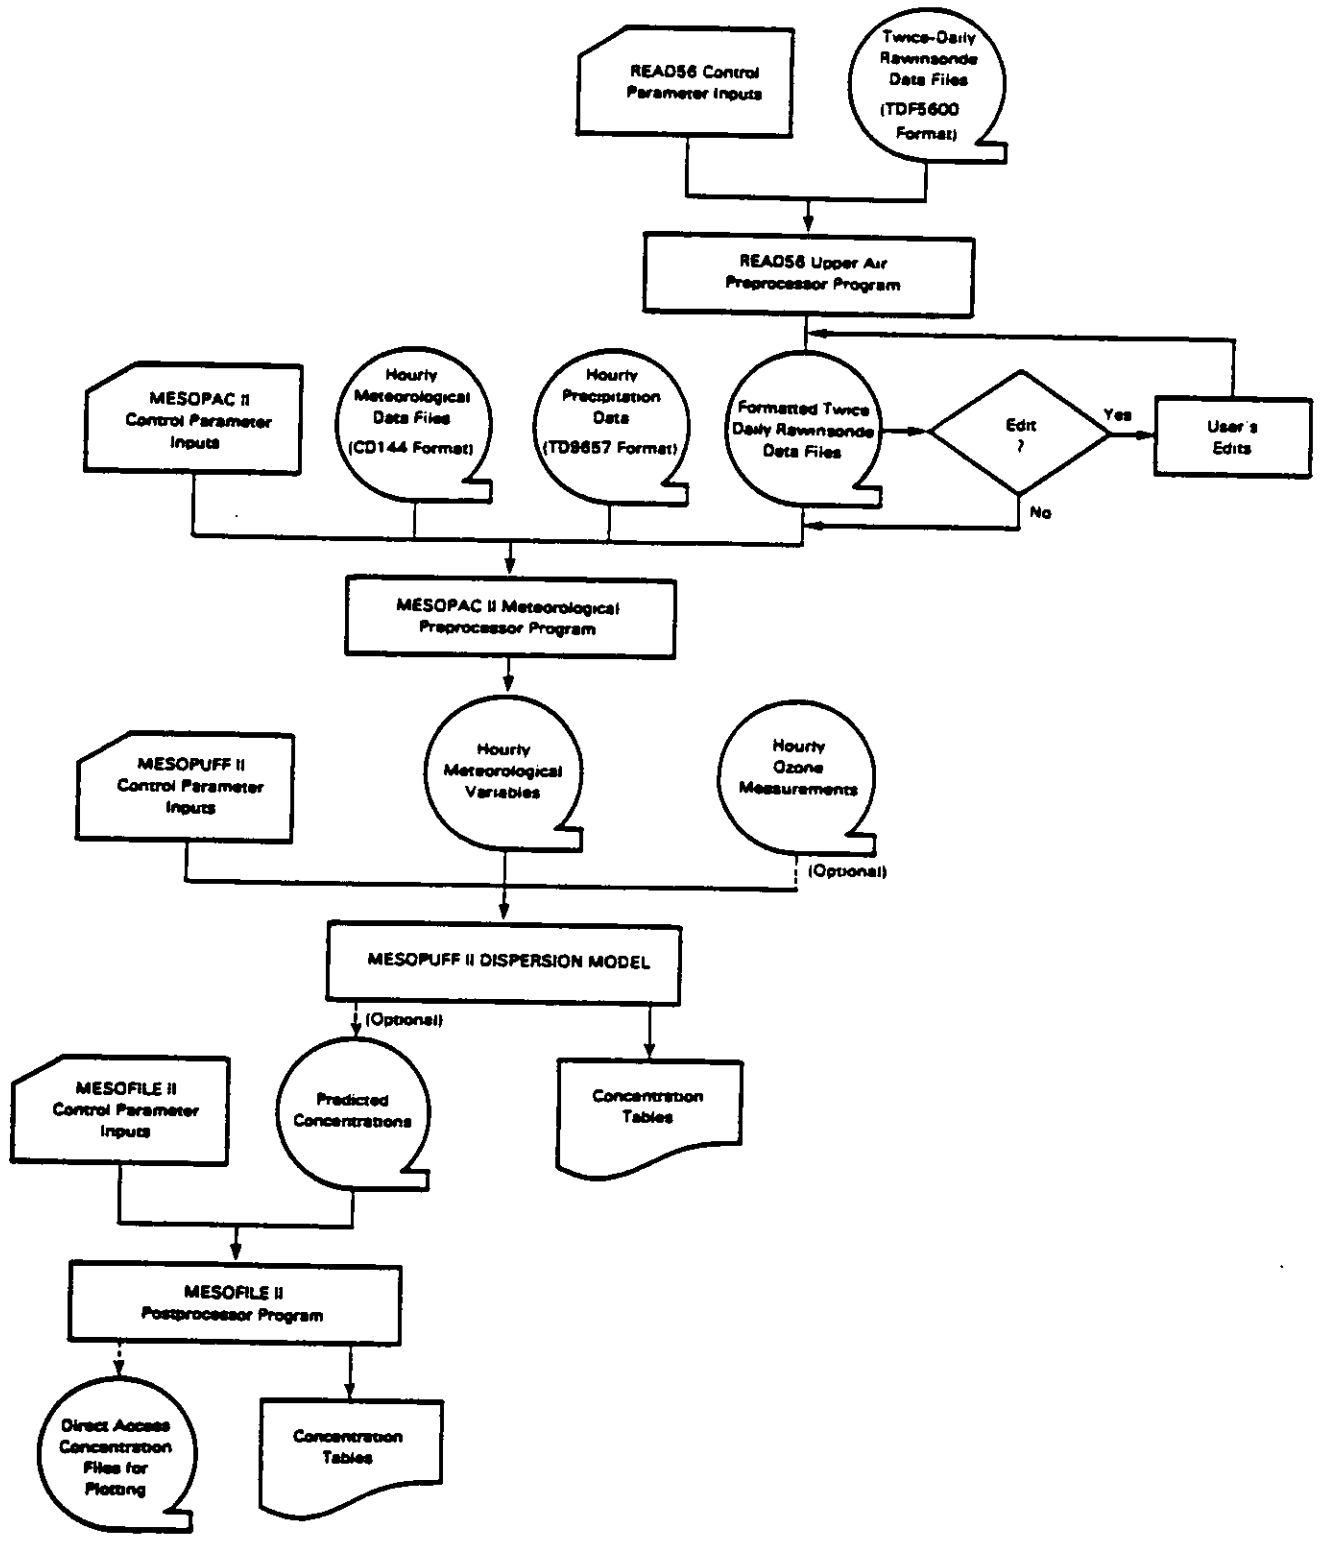 READ56 Control
Parameter Inputs
Twice-Daily
Rawinsonde
Data Files
(TDF5600
Format)
READ56 Upper Air
Preprocessor Program
MESOPAC II
Control Parameter
Inputs
Hourly
Meteorological
Data Files
(CD144 Format)
Hourly
Precipitation
Data
(TD9657 Format)
Formatted Twice
Daily Rawinsonde
Data Files
Edit
?
Yes
User's
Edits
No
MESOPAC II Meteorological
Preprocessor Program
MESOPUFF II
Control Parameter
Inputs
Hourly
Meteorological
Variables
Hourly
Ozone
Measurements
(Optional)
MESOPUFF II DISPERSION MODEL
(Optional)
MESOFILE II
Control Parameter
Inputs
Predicted
Concentrations
Concentration
Tables
MESOFILE II
Postprocessor Program
Direct Access
Concentration
Files for
Plotting
Concentration
Tables